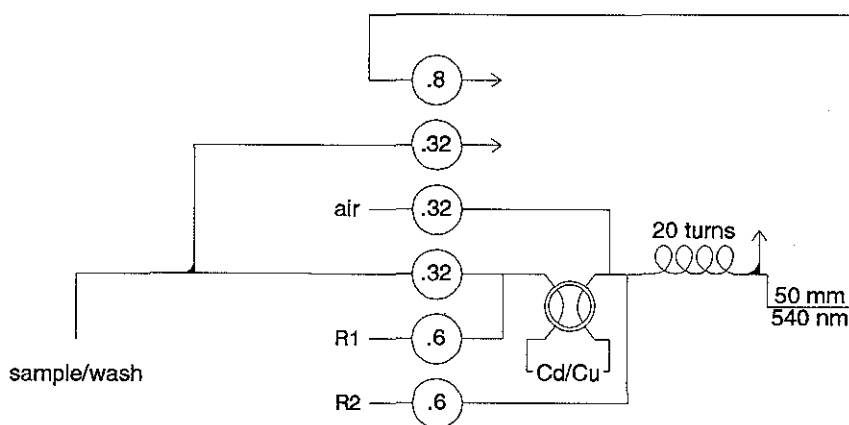 .8
.32
air
.32
20 turns
.32
50 mm
540 nm
R1
.6
Cd/Cu
sample/wash
R2
.6